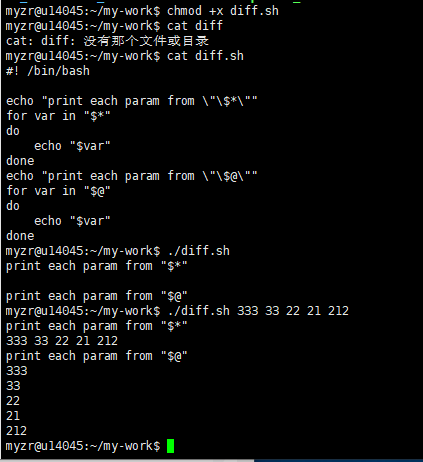 myzr@u14045:~/my-work$ chmod +x diff.sh
myzr@u14045:~/my-work$ cat diff
cat: diff: 没有那个文件或目录
myzr@u14045:~/my-work$ cat diff.sh
#! /bin/bash

echo "print each param from \"\$*\""
for var in "$*"
do
    echo "$var"
done
echo "print each param from \"\$@\""
for var in "$@"
do
    echo "$var"
done
myzr@u14045:~/my-work$ ./diff.sh
print each param from "$*"

print each param from "$@"
myzr@u14045:~/my-work$ ./diff.sh 333 33 22 21 212
print each param from "$*"
333 33 22 21 212
print each param from "$@"
333
33
22
21
212
myzr@u14045:~/my-work$